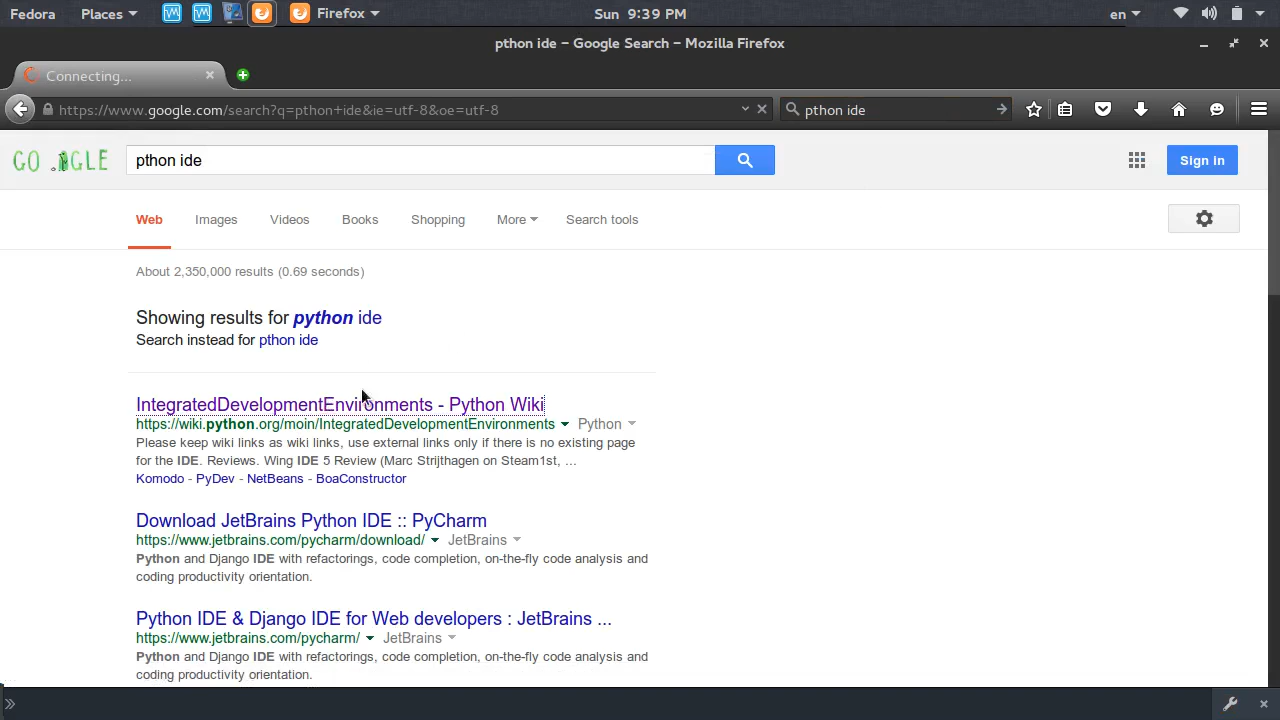 Fedora Places Firefox Sun 9:39 PM en
pthon ide – Google Search – Mozilla Firefox
Connecting...
https://www.google.com/search?q=pthon+ide&ie=utf-8&oe=utf-8 pthon ide
GO GLE pthon ide Sign in
Web Images Videos Books Shopping More Search tools
About 2,350,000 results (0.69 seconds)
Showing results for python ide
Search instead for pthon ide
IntegratedDevelopmentEnvironments - Python Wiki
https://wiki.python.org/moin/IntegratedDevelopmentEnvironments Python
Please keep wiki links as wiki links, use external links only if there is no existing page
for the IDE. Reviews. Wing IDE 5 Review (Marc Strijthagen on Steam1st, ...
Komodo - PyDev - NetBeans - BoaConstructor
Download JetBrains Python IDE :: PyCharm
https://www.jetbrains.com/pycharm/download/ JetBrains
Python and Django IDE with refactorings, code completion, on-the-fly code analysis and
coding productivity orientation.
Python IDE & Django IDE for Web developers : JetBrains ...
https://www.jetbrains.com/pycharm/ JetBrains
Python and Django IDE with refactorings, code completion, on-the-fly code analysis and
coding productivity orientation.